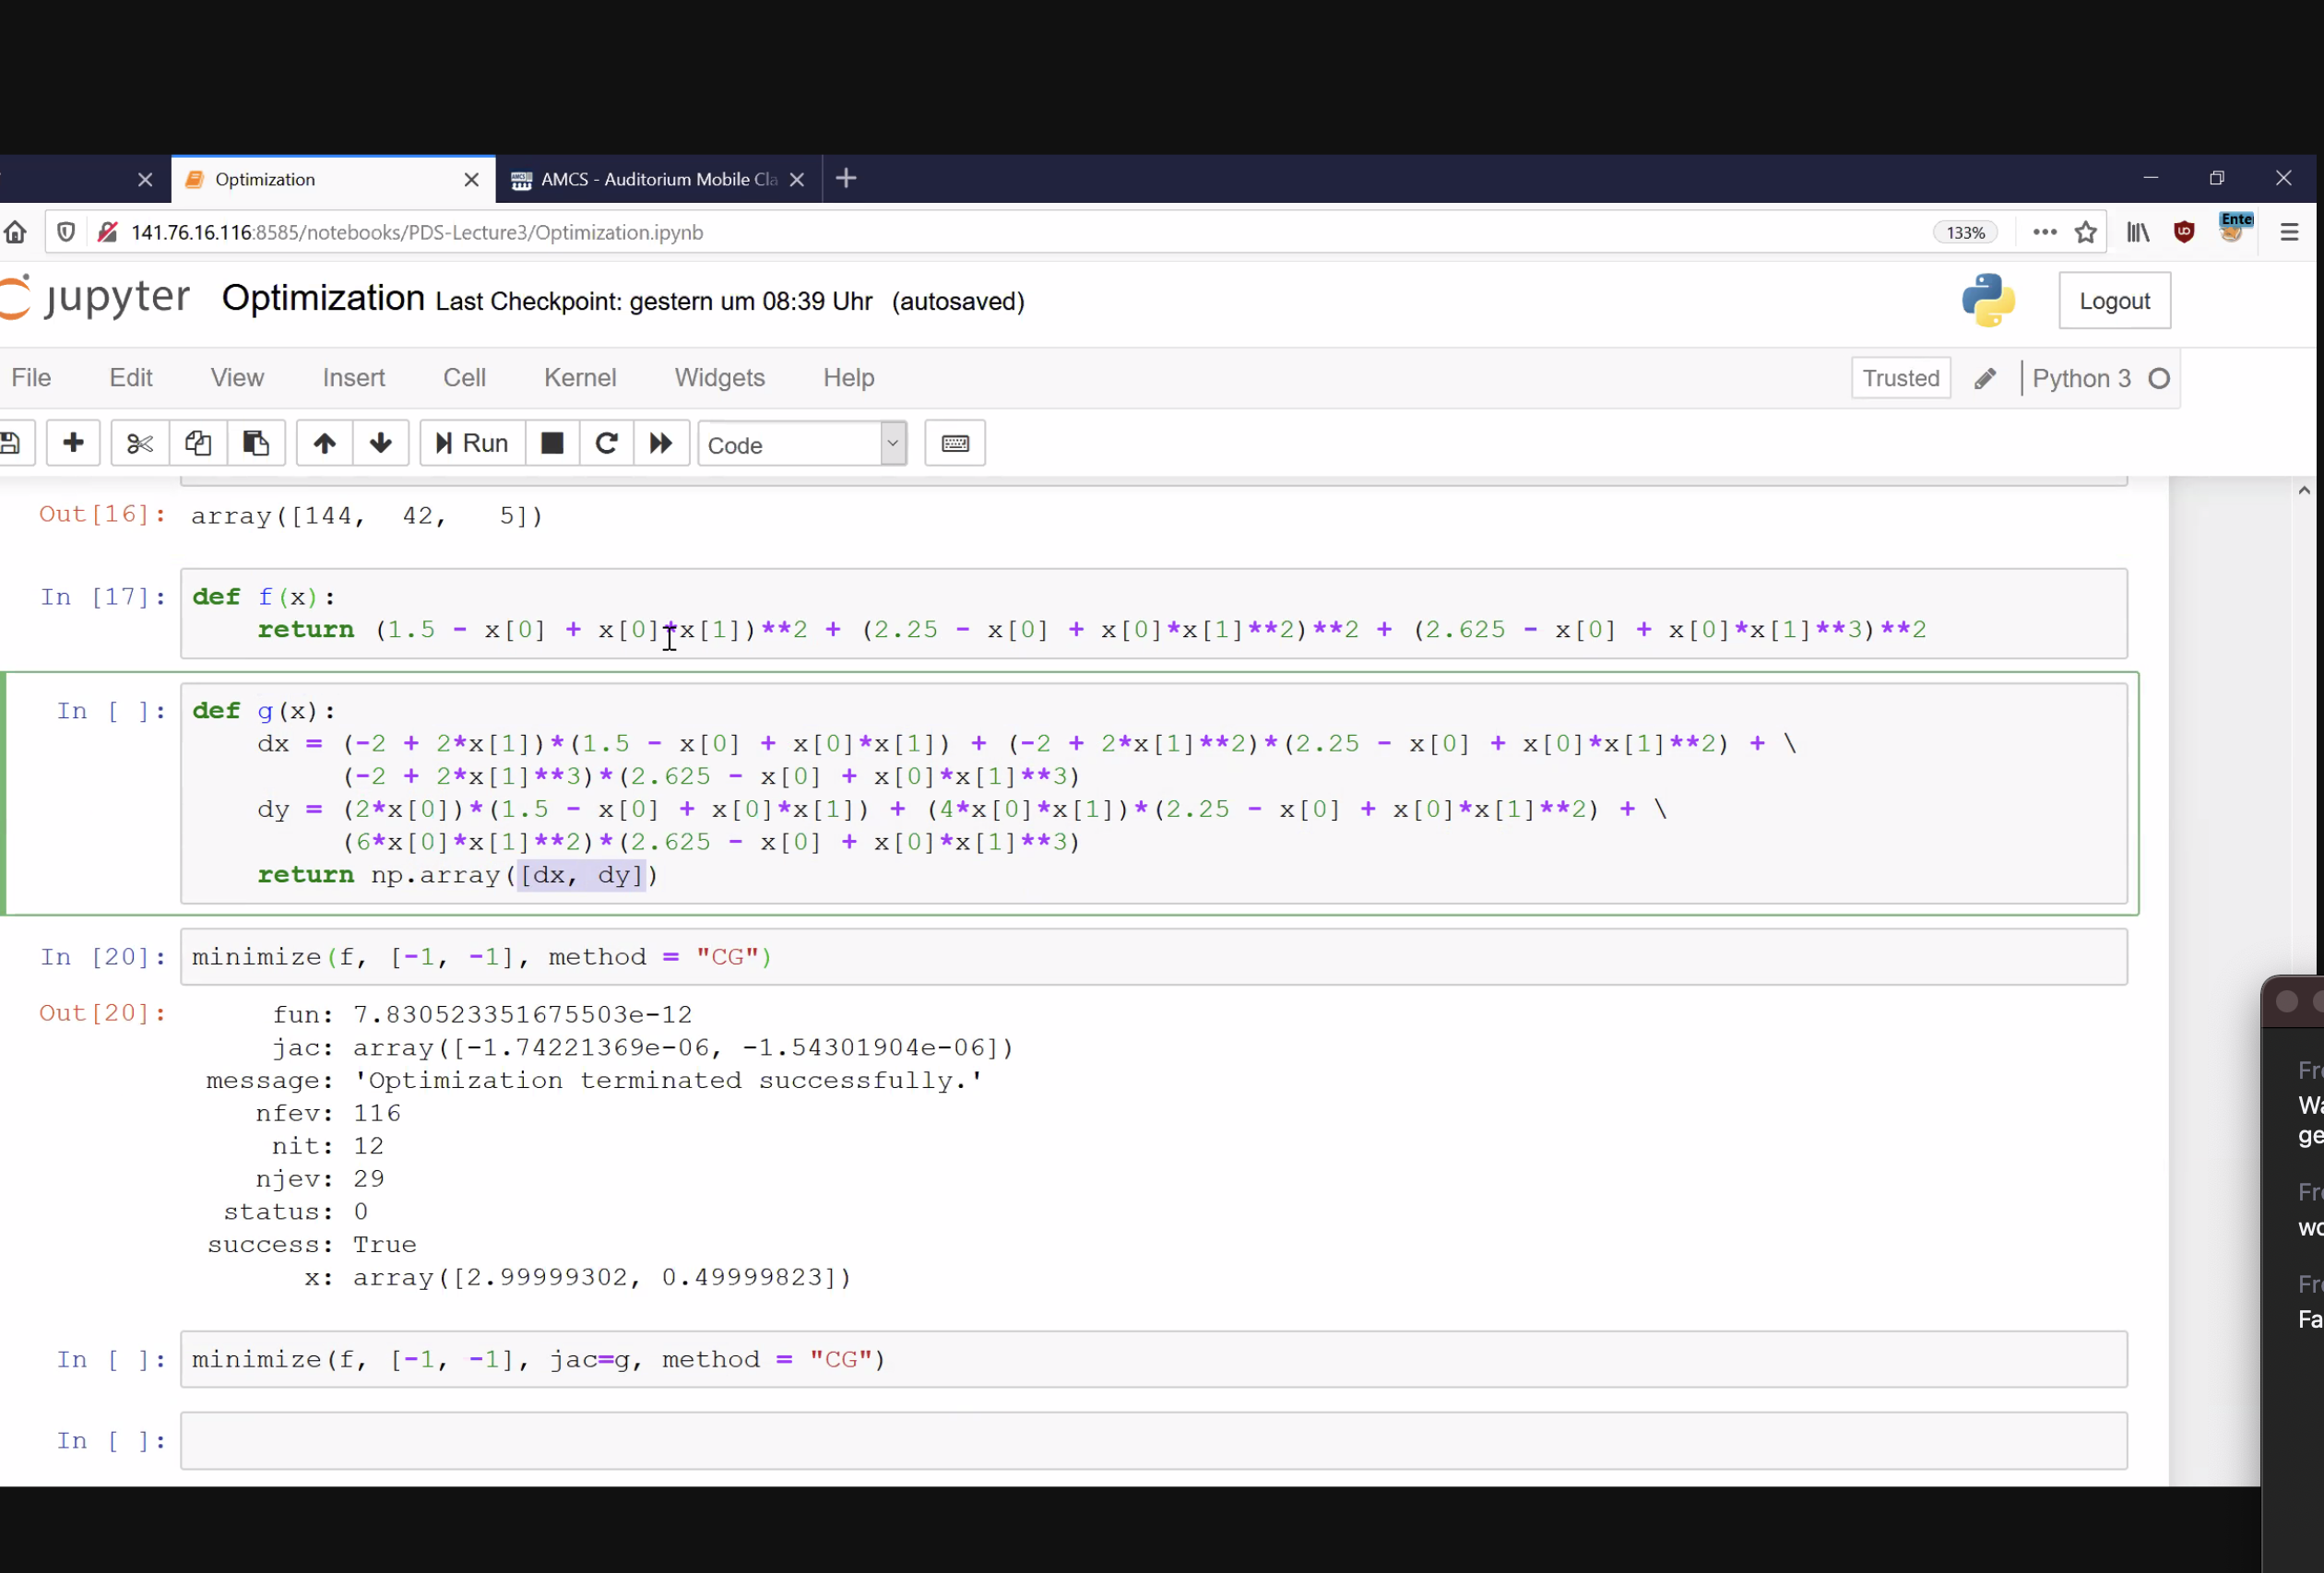 Optimization
AMCS - Auditorium Mobile Cla
141.76.16.116:8585/notebooks/PDS-Lecture3/Optimization.ipynb
133%
Ente
jupyter Optimization Last Checkpoint: gestern um 08:39 Uhr (autosaved)
Logout
File Edit View Insert Cell Kernel Widgets Help
Trusted
Python 3
Run
Code
Out[16]: array([144, 42, 5])
In [17]: def f(x):
return (1.5 - x[0] + x[0]*x[1])**2 + (2.25 - x[0] + x[0]*x[1]**2)**2 + (2.625 - x[0] + x[0]*x[1]**3)**2
In [ ]: def g(x):
dx = (-2 + 2*x[1])*(1.5 - x[0] + x[0]*x[1]) + (-2 + 2*x[1]**2)*(2.25 - x[0] + x[0]*x[1]**2) + \
(-2 + 2*x[1]**3)*(2.625 - x[0] + x[0]*x[1]**3)
dy = (2*x[0])*(1.5 - x[0] + x[0]*x[1]) + (4*x[0]*x[1])*(2.25 - x[0] + x[0]*x[1]**2) + \
(6*x[0]*x[1]**2)*(2.625 - x[0] + x[0]*x[1]**3)
return np.array([dx, dy])
In [20]: minimize(f, [-1, -1], method = "CG")
Out[20]: fun: 7.830523351675503e-12
jac: array([-1.74221369e-06, -1.54301904e-06])
message: 'Optimization terminated successfully.'
nfev: 116
nit: 12
njev: 29
status: 0
success: True
x: array([2.99999302, 0.49999823])
In [ ]: minimize(f, [-1, -1], jac=g, method = "CG")
In [ ]: